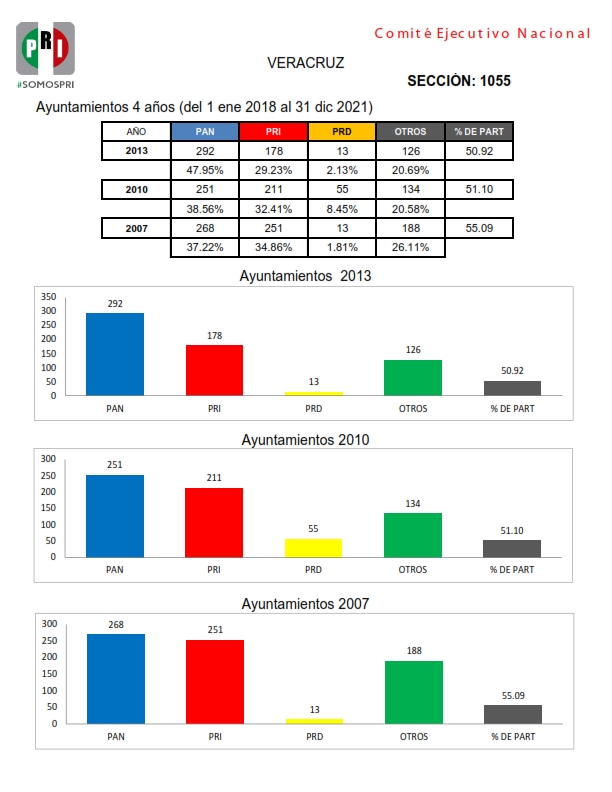 Comité Ejecutivo Nacional
PRI
#SOMOSPRI
VERACRUZ
SECCIÓN: 1055
Ayuntamientos 4 años (del 1 ene 2018 al 31 dic 2021)
AÑO PAN PRI PRD OTROS % DE PART
2013 292 178 13 126 50.92
47.95% 29.23% 2.13% 20.69%
2010 251 211 55 134 51.10
38.56% 32.41% 8.45% 20.58%
2007 268 251 13 188 55.09
37.22% 34.86% 1.81% 26.11%
Ayuntamientos 2013
350
300
250
200
150
100
50
0
292 178 13 126 50.92
PAN PRI PRD OTROS % DE PART
Ayuntamientos 2010
300
250
200
150
100
50
0
251 211 55 134 51.10
PAN PRI PRD OTROS % DE PART
Ayuntamientos 2007
300
250
200
150
100
50
0
268 251 13 188 55.09
PAN PRI PRD OTROS % DE PART